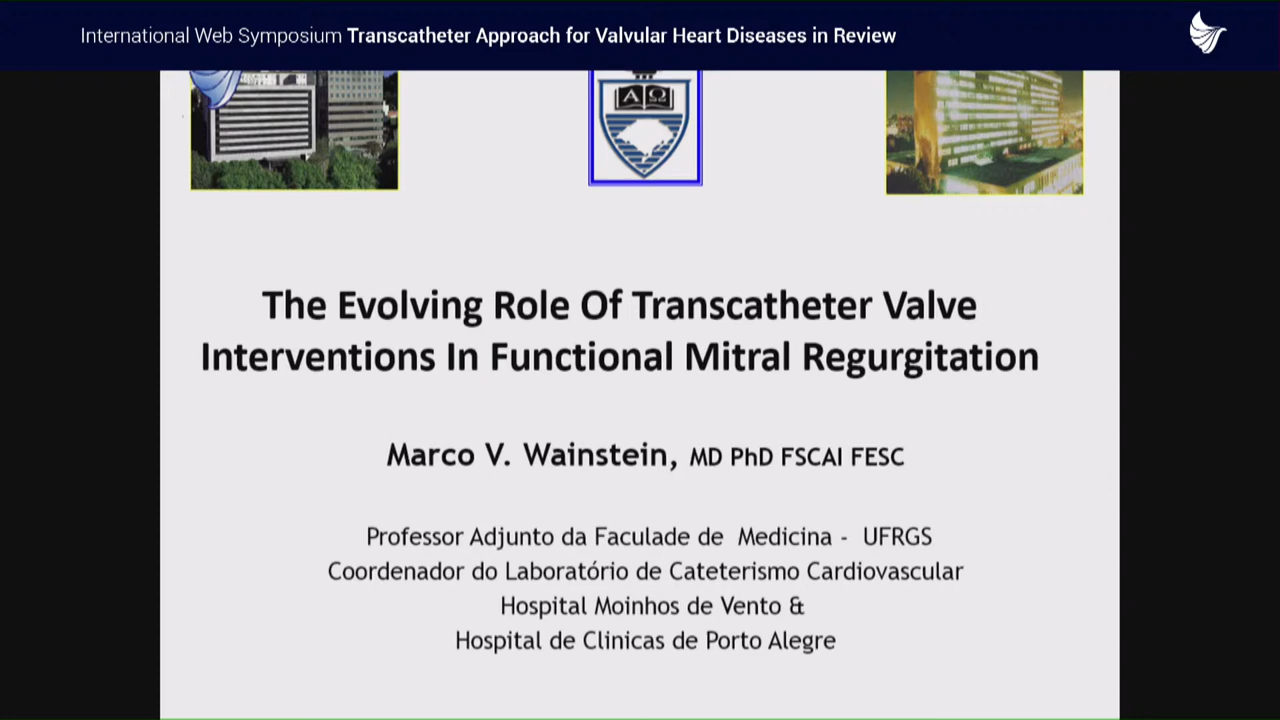 International Web Symposium Transcatheter Approach for Valvular Heart Diseases in Review
A Ω
The Evolving Role Of Transcatheter Valve
Interventions In Functional Mitral Regurgitation
Marco V. Wainstein, MD PhD FSCAI FESC
Professor Adjunto da Faculade de Medicina - UFRGS
Coordenador do Laboratório de Cateterismo Cardiovascular
Hospital Moinhos de Vento &
Hospital de Clinicas de Porto Alegre